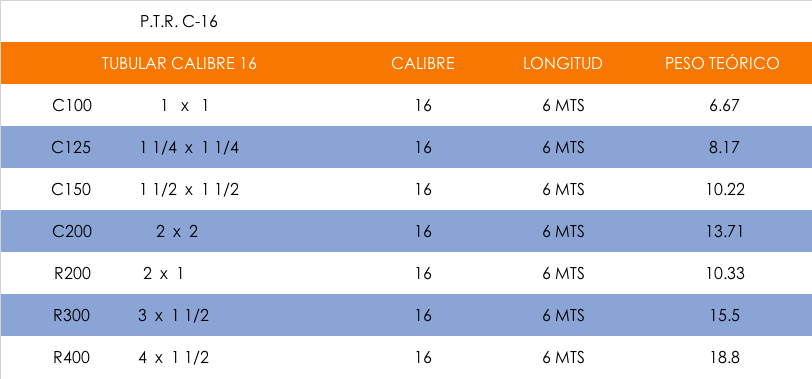 P.T.R. C-16
TUBULAR CALIBRE 16 CALIBRE LONGITUD PESO TEÓRICO
C100 1 x 1 16 6 MTS 6.67
C125 1 1/4 x 1 1/4 16 6 MTS 8.17
C150 1 1/2 x 1 1/2 16 6 MTS 10.22
C200 2 x 2 16 6 MTS 13.71
R200 2 x 1 16 6 MTS 10.33
R300 3 x 1 1/2 16 6 MTS 15.5
R400 4 x 1 1/2 16 6 MTS 18.8